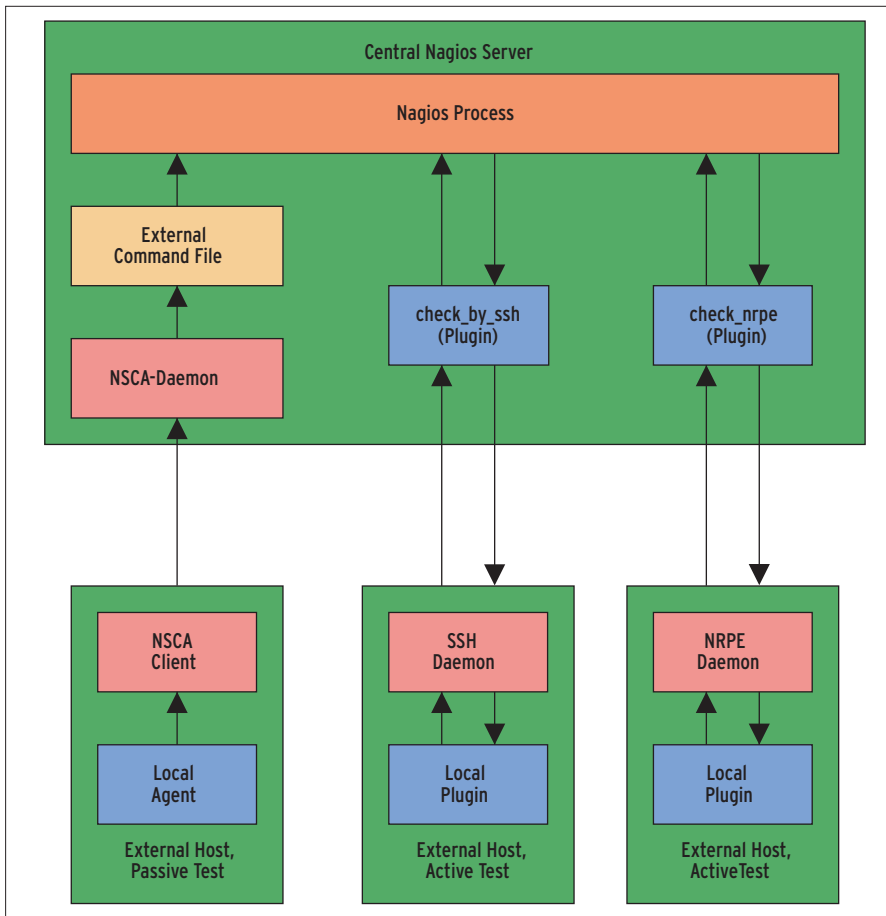 Central Nagios Server
Nagios Process
External
Command File
check_by_ssh
(Plugin)
check_nrpe
(Plugin)
NSCA-Daemon
NSCA
Client
SSH
Daemon
NRPE
Daemon
Local
Agent
Local
Plugin
Local
Plugin
External Host,
Passive Test
External Host,
Active Test
External Host,
ActiveTest